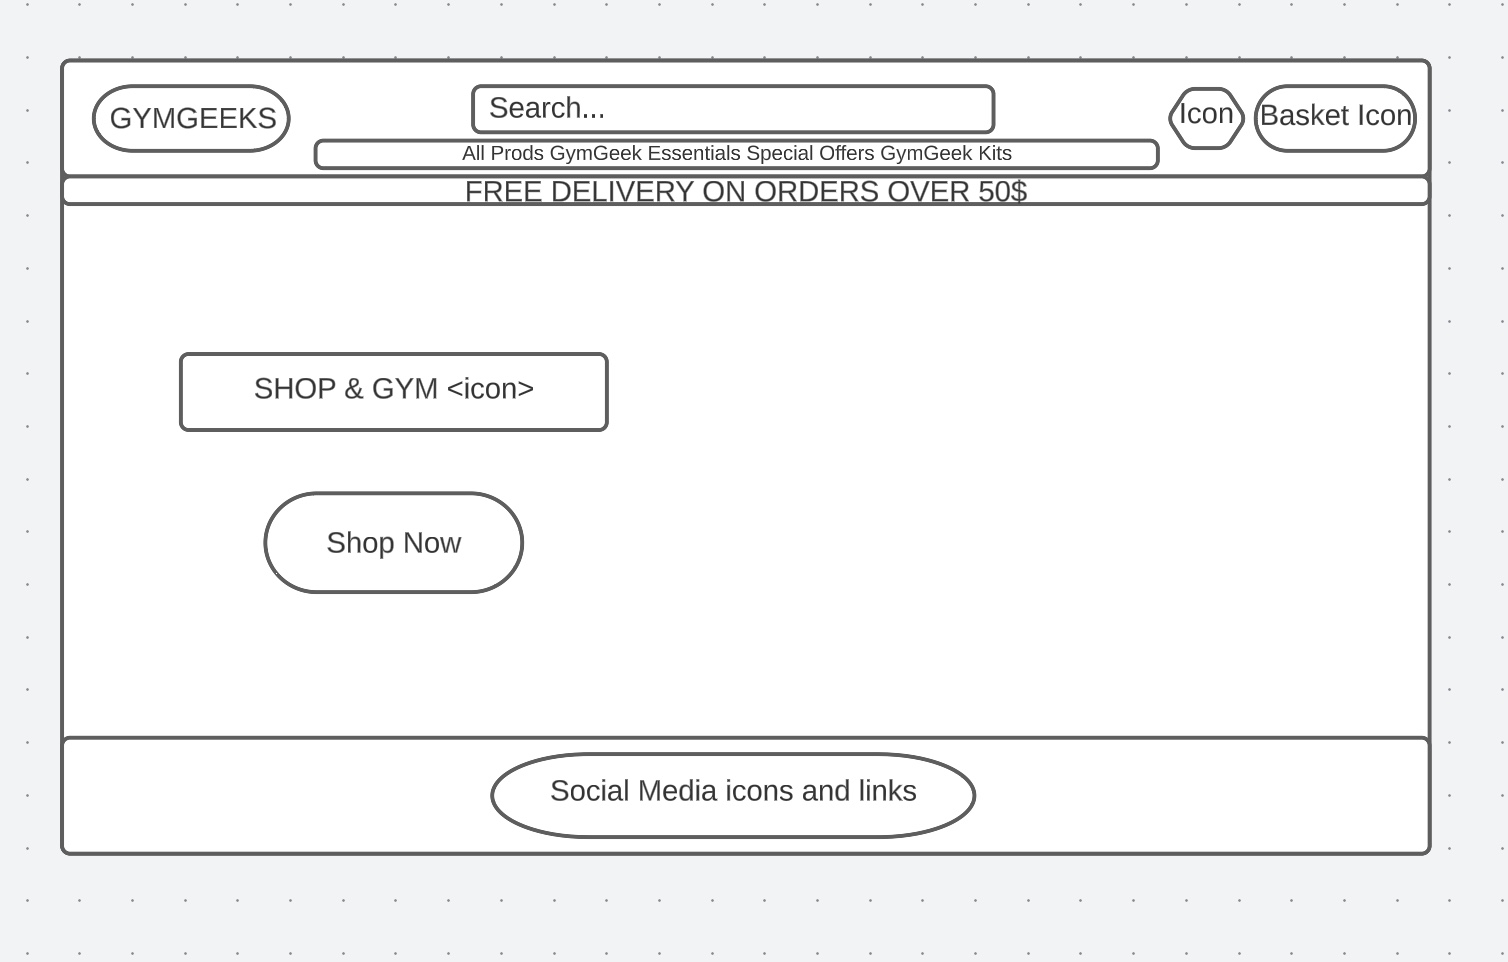 GYMGEEKS
Search...
Icon
Basket Icon
All Prods GymGeek Essentials Special Offers GymGeek Kits
FREE DELIVERY ON ORDERS OVER 50$
SHOP & GYM <icon>
Shop Now
Social Media icons and links